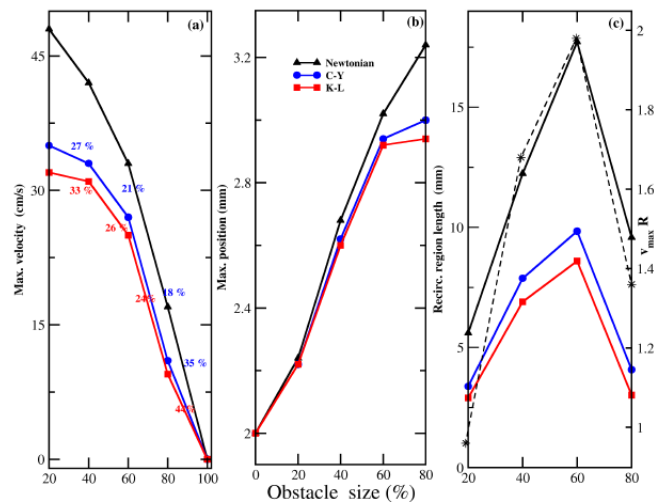 (a)
(b)
(c)
45
30
15
0
Max. velocity (cm/s)
27 %
33 %
21 %
26 %
18 %
24%
35 %
44%
20 40 60 80 100
3.2
2.8
2.4
2
Max. position (mm)
Newtonian
C-Y
K-L
0 20 40 60 80
Obstacle size (%)
15
10
5
0
Recirc. region length (mm)
20 40 60 80
2
1.8
1.6
1.4
1.2
1
v_max R